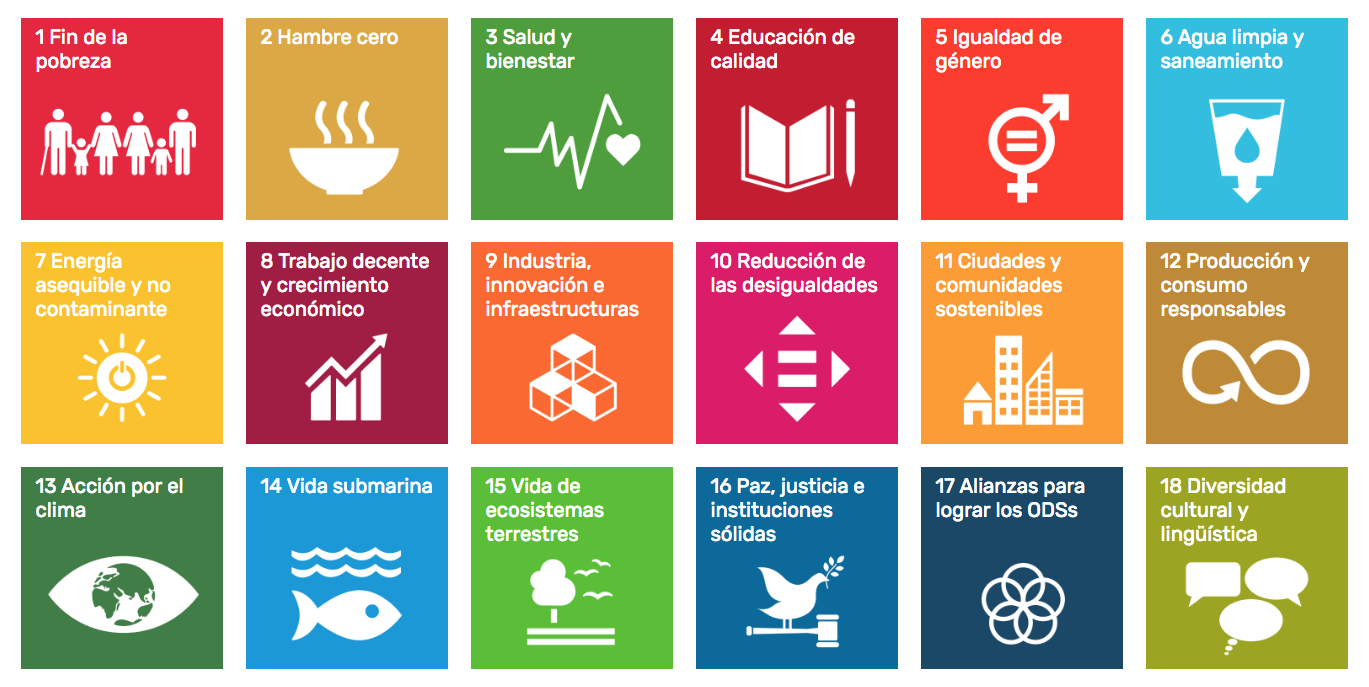 1 Fin de la
pobreza
2 Hambre cero
3 Salud y
bienestar
4 Educación de
calidad
5 Igualdad de
género
6 Agua limpia y
saneamiento
7 Energía
asequible y no
contaminante
8 Trabajo decente
y crecimiento
económico
9 Industria,
innovación e
infraestructuras
10 Reducción de
las desigualdades
11 Ciudades y
comunidades
sostenibles
12 Producción y
consumo
responsables
13 Acción por el
clima
14 Vida submarina
15 Vida de
ecosistemas
terrestres
16 Paz, justicia e
instituciones
sólidas
17 Alianzas para
lograr los ODSs
18 Diversidad
cultural y
lingüística